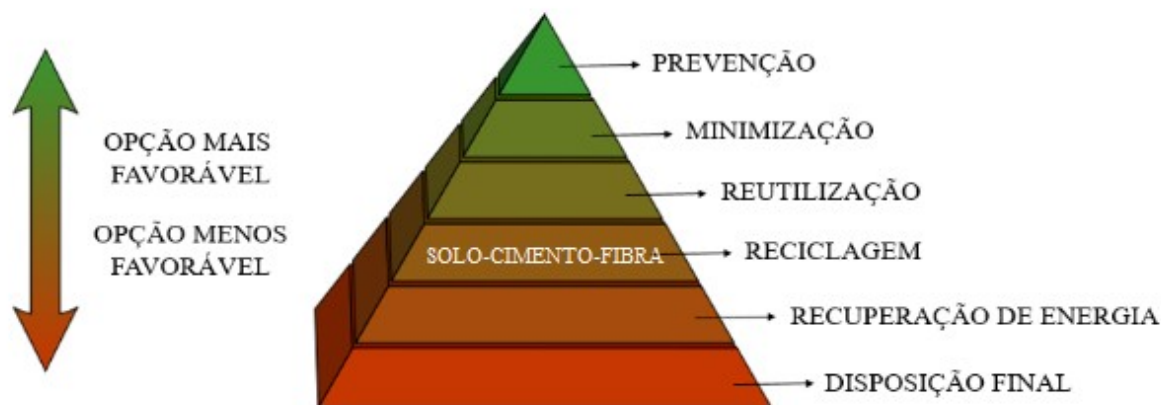 PREVENÇÃO
OPÇÃO MAIS
FAVORÁVEL
MINIMIZAÇÃO
REUTILIZAÇÃO
OPÇÃO MENOS
FAVORÁVEL
SOLO-CIMENTO-FIBRA
RECICLAGEM
RECUPERAÇÃO DE ENERGIA
DISPOSIÇÃO FINAL